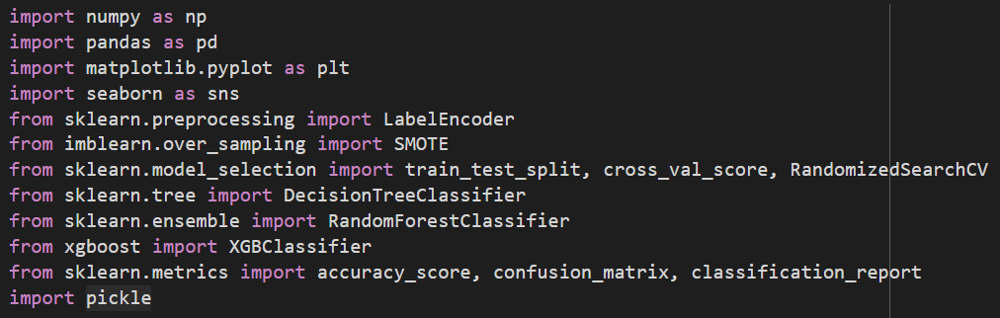 import numpy as np
import pandas as pd
import matplotlib.pyplot as plt
import seaborn as sns
from sklearn.preprocessing import LabelEncoder
from imblearn.over_sampling import SMOTE
from sklearn.model_selection import train_test_split, cross_val_score, RandomizedSearchCV
from sklearn.tree import DecisionTreeClassifier
from sklearn.ensemble import RandomForestClassifier
from xgboost import XGBClassifier
from sklearn.metrics import accuracy_score, confusion_matrix, classification_report
import pickle